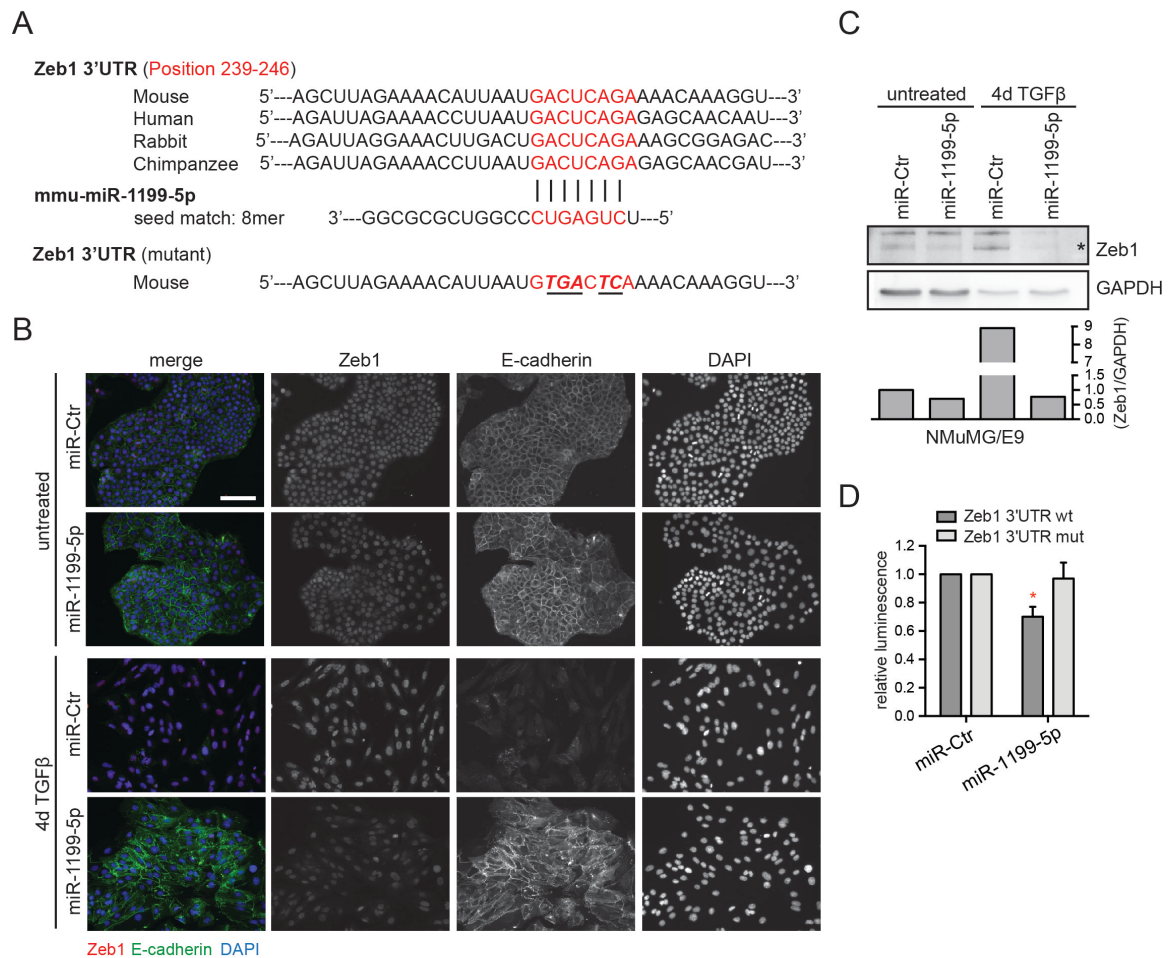 A
Zeb1 3'UTR (Position 239-246)
Mouse 5'---AGCUUAGAAAACAUUAAUGACUCAGAAAACAAAGGU---3'
Human 5'---AGAUUAGAAAACCUUAAUGACUCAGAGAGCAACAAU---3'
Rabbit 5'---AGAUUAGGAAACUUGACUGACUCAGAAAGCGGAGAC---3'
Chimpanzee 5'---AGAUUAGAAAACCUUAAUGACUCAGAGAGCAACGAU---3'
mmu-miR-1199-5p
seed match: 8mer 3'---GGCGCGCUGGCCCUGAGUCU---5'
Zeb1 3'UTR (mutant)
Mouse 5'---AGCUUAGAAAACAUUAAUGTGACTCAAAACAAAGGU---3'
B
merge Zeb1 E-cadherin DAPI
untreated
miR-Ctr
miR-1199-5p
4d TGFβ
miR-Ctr
miR-1199-5p
Zeb1 E-cadherin DAPI
C
untreated 4d TGFβ
miR-Ctr
miR-1199-5p
miR-Ctr
miR-1199-5p
* Zeb1
GAPDH
9
8
7
1.5
1.0
0.5
0.0
(Zeb1/GAPDH)
NMuMG/E9
D
Zeb1 3'UTR wt
Zeb1 3'UTR mut
relative luminescence
1.2
1.0
0.8
0.6
0.4
0.2
0.0
*
miR-Ctr
miR-1199-5p